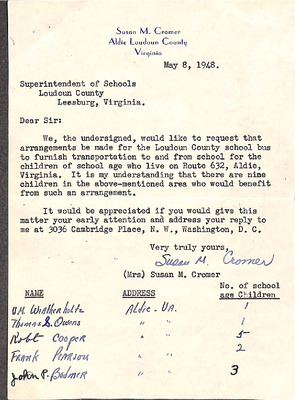 Susan M. Cromer
Aldie Loudoun County
Virginia
May 8, 1948.
Superintendent of Schools
Loudoun County
Leesburg, Virginia.
Dear Sir:
We, the undersigned, would like to request that
arrangements be made for the Loudoun County school bus
to furnish transportation to and from school for the
children of school age who live on Route 632, Aldie,
Virginia. It is my understanding that there are nine
children in the above-mentioned area who would benefit
from such an arrangement.
It would be appreciated if you would give this
matter your early attention and address your reply
to me at 3036 Cambridge Place, N. W., Washington, D. C.
Very truly yours,
Susan M. Cromer
(Mrs) Susan M. Cromer
NAME ADDRESS No. of school
age Children
Aldie. VA. 1
Thomas S. Owens " " 1
Robt Cooper " " 5
Frank Pearson " " 2
John P. Bodmer " " 3